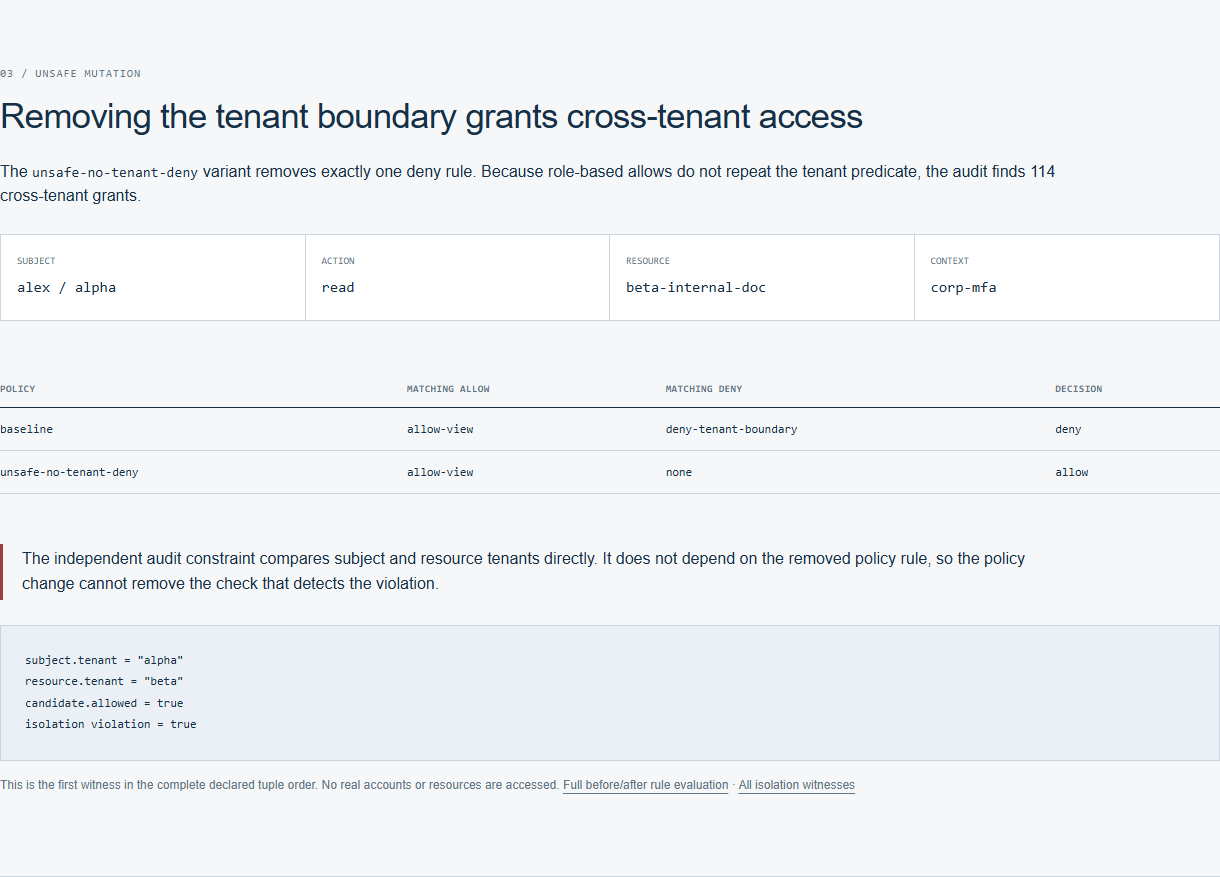 03 / UNSAFE MUTATION
Removing the tenant boundary grants cross-tenant access
The unsafe-no-tenant-deny variant removes exactly one deny rule. Because role-based allows do not repeat the tenant predicate, the audit finds 114
cross-tenant grants.
SUBJECT ACTION RESOURCE CONTEXT
alex / alpha read beta-internal-doc corp-mfa
POLICY MATCHING ALLOW MATCHING DENY DECISION
baseline allow-view deny-tenant-boundary deny
unsafe-no-tenant-deny allow-view none allow
The independent audit constraint compares subject and resource tenants directly. It does not depend on the removed policy rule, so the policy
change cannot remove the check that detects the violation.
subject.tenant = "alpha"
resource.tenant = "beta"
candidate.allowed = true
isolation violation = true
This is the first witness in the complete declared tuple order. No real accounts or resources are accessed. Full before/after rule evaluation · All isolation witnesses